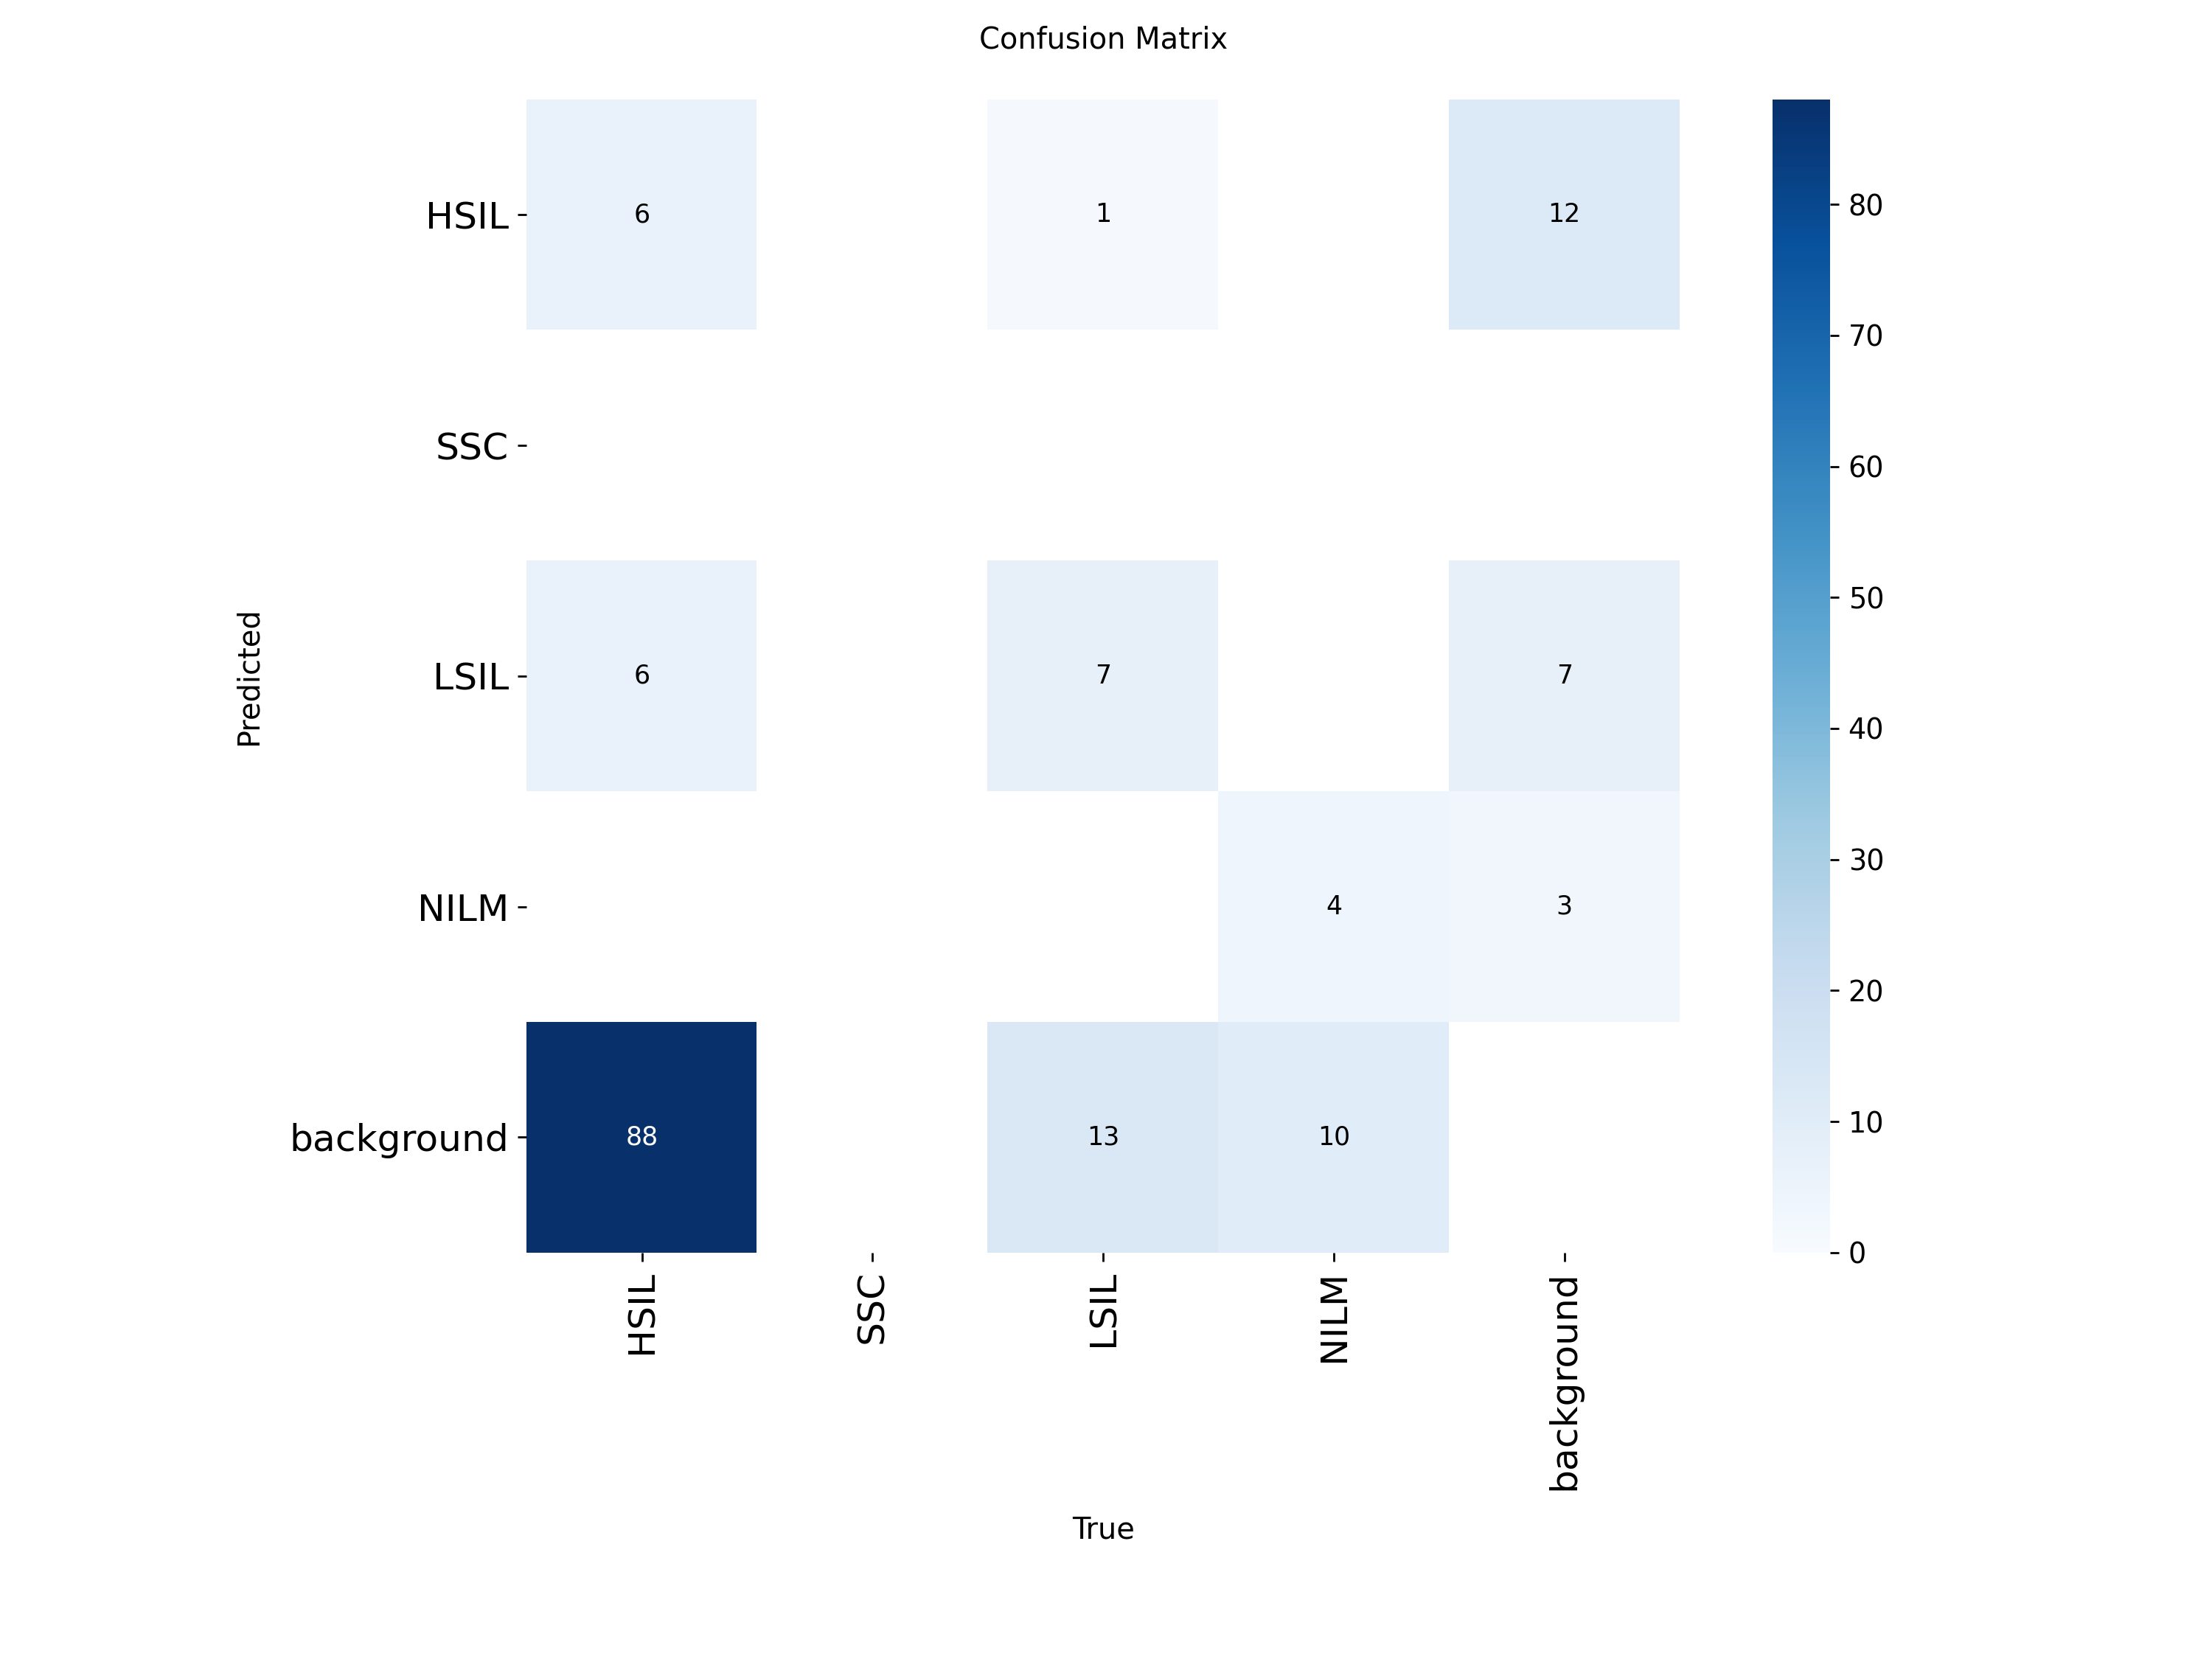 Confusion Matrix
HSIL 6 1 12
SSC
LSIL 6 7 7
NILM 4 3
background 88 13 10
HSIL SSC LSIL NILM background
Predicted
True
80
70
60
50
40
30
20
10
0